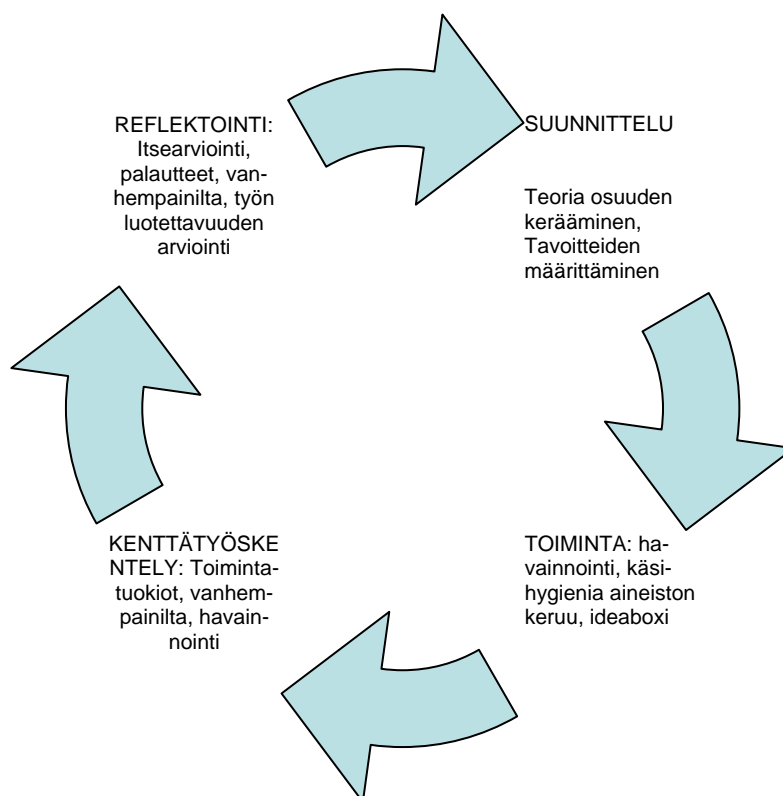 REFLEKTOINTI:
Itsearviointi,
palautteet, van-
hempainilta, työn
luotettavuuden
arviointi
SUUNNITTELU
Teoria osuuden
kerääminen,
Tavoitteiden
määrittäminen
TOIMINTA: ha-
vainnointi, käsi-
hygienia aineiston
keruu, ideaboxi
KENTTÄTYÖSKE
NTELY: Toiminta-
tuokiot, vanhem-
painilta, havain-
nointi